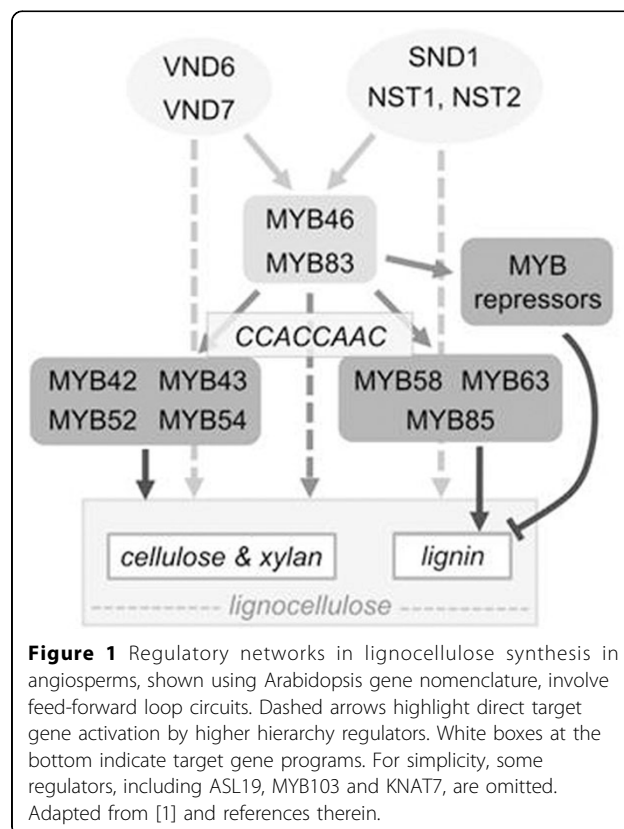 VND6
VND7
SND1
NST1, NST2
MYB46
MYB83
MYB
repressors
CCACCAAC
MYB42 MYB43
MYB52 MYB54
MYB58 MYB63
MYB85
cellulose & xylan
lignin
lignocellulose
Figure 1 Regulatory networks in lignocellulose synthesis in
angiosperms, shown using Arabidopsis gene nomenclature, involve
feed-forward loop circuits. Dashed arrows highlight direct target
gene activation by higher hierarchy regulators. White boxes at the
bottom indicate target gene programs. For simplicity, some
regulators, including ASL19, MYB103 and KNAT7, are omitted.
Adapted from [1] and references therein.